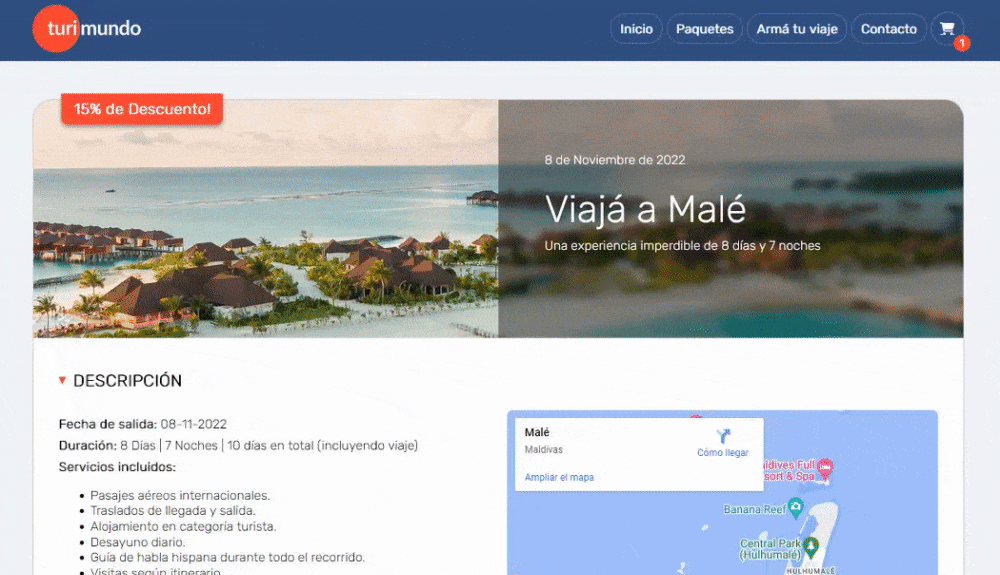 turimundo
Inicio
Paquetes
Armá tu viaje
Contacto
1
15% de Descuento!
8 de Noviembre de 2022
Viajá a Malé
Una experiencia imperdible de 8 días y 7 noches
DESCRIPCIÓN
Fecha de salida: 08-11-2022
Duración: 8 Días | 7 Noches | 10 días en total (incluyendo viaje)
Servicios incluidos:
Pasajes aéreos internacionales.
Traslados de llegada y salida.
Alojamiento en categoría turista.
Desayuno diario.
Guía de habla hispana durante todo el recorrido.
Visitas según itinerario.
Malé
Maldivas
Cómo llegar
Ampliar el mapa
Full
& Spa
Banana Reef
Central Park
(Hulhumalé)
HULHUMALÉ